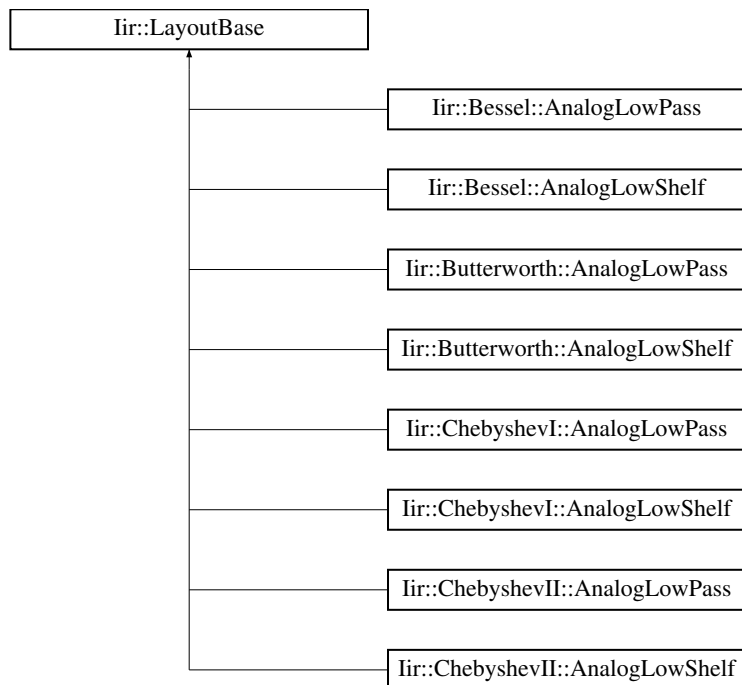 Iir::LayoutBase
Iir::Bessel::AnalogLowPass
Iir::Bessel::AnalogLowShelf
Iir::Butterworth::AnalogLowPass
Iir::Butterworth::AnalogLowShelf
Iir::ChebyshevI::AnalogLowPass
Iir::ChebyshevI::AnalogLowShelf
Iir::ChebyshevII::AnalogLowPass
Iir::ChebyshevII::AnalogLowShelf